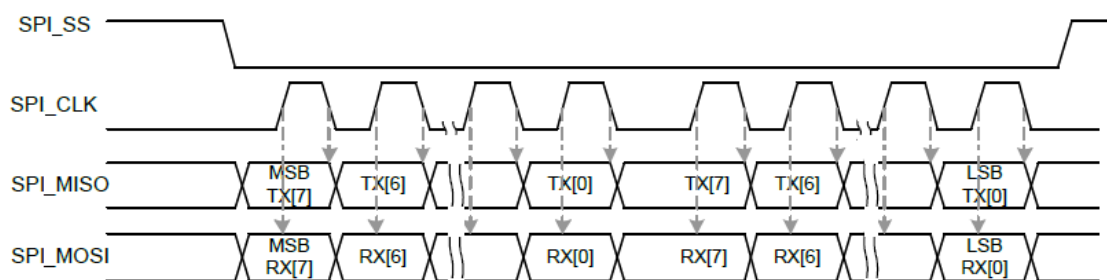 SPI_SS
SPI_CLK
SPI_MISO
MSB
TX[7]
TX[6]
TX[0]
TX[7]
TX[6]
LSB
TX[0]
SPI_MOSI
MSB
RX[7]
RX[6]
RX[0]
RX[7]
RX[6]
LSB
RX[0]